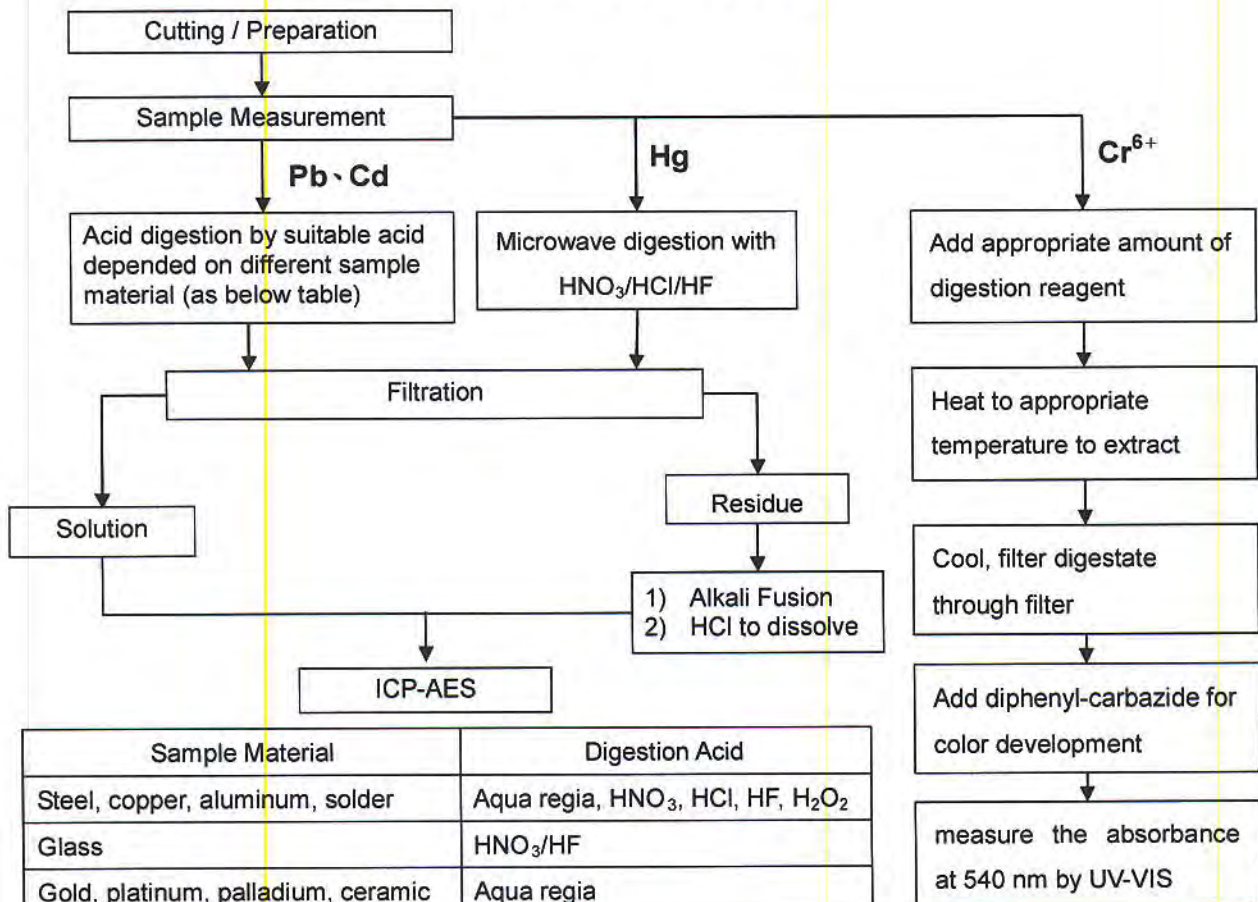 Cutting / Preparation
Sample Measurement
Pb、Cd
Hg
Cr⁶⁺
Acid digestion by suitable acid
depended on different sample
material (as below table)
Microwave digestion with
HNO₃/HCl/HF
Add appropriate amount of
digestion reagent
Filtration
Heat to appropriate
temperature to extract
Solution
Residue
1) Alkali Fusion
2) HCl to dissolve
Cool, filter digestate
through filter
ICP-AES
Add diphenyl-carbazide for
color development
Sample Material Digestion Acid
Steel, copper, aluminum, solder Aqua regia, HNO₃, HCl, HF, H₂O₂
Glass HNO₃/HF
Gold, platinum, palladium, ceramic Aqua regia
measure the absorbance
at 540 nm by UV-VIS